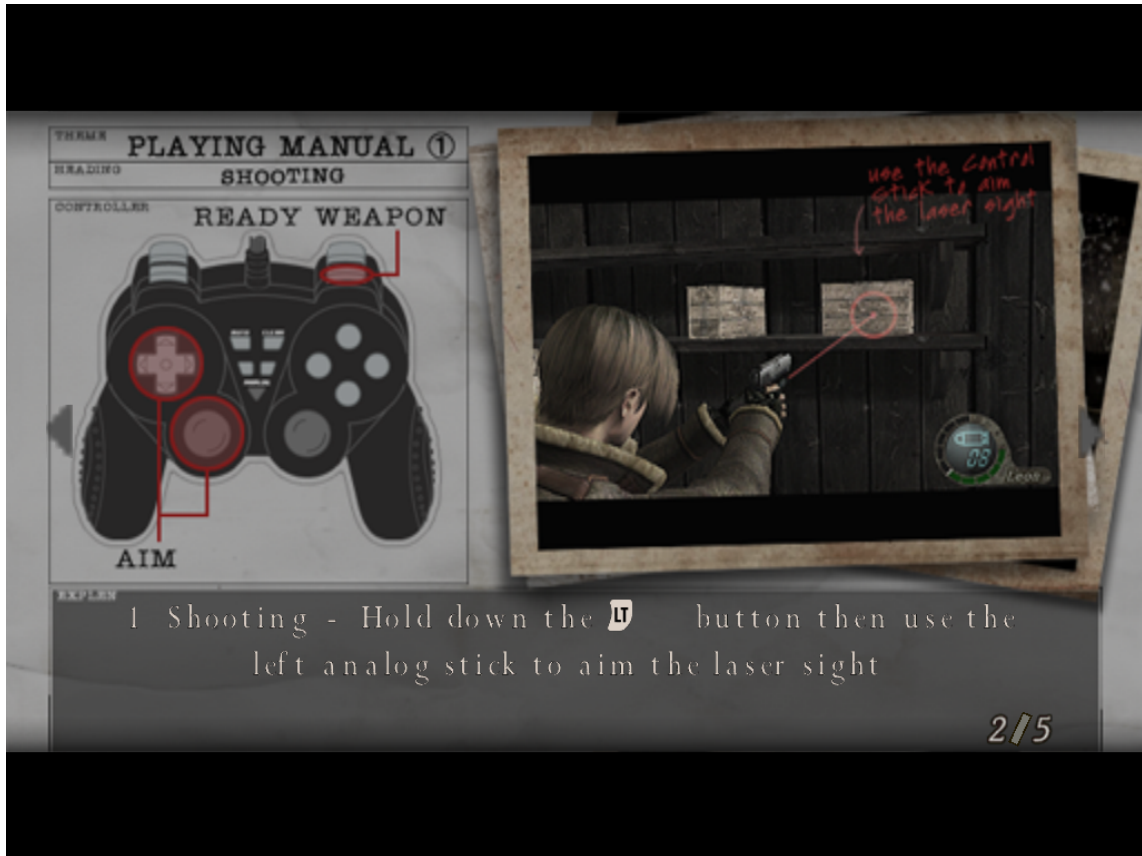 THEME
PLAYING MANUAL ①
HEADING
SHOOTING
CONTROLLER
READY WEAPON
AIM
use the control
stick to aim
the laser sight
08
Leon
EXPLEN
1 Shooting - Hold down the LT button then use the
left analog stick to aim the laser sight
2/5